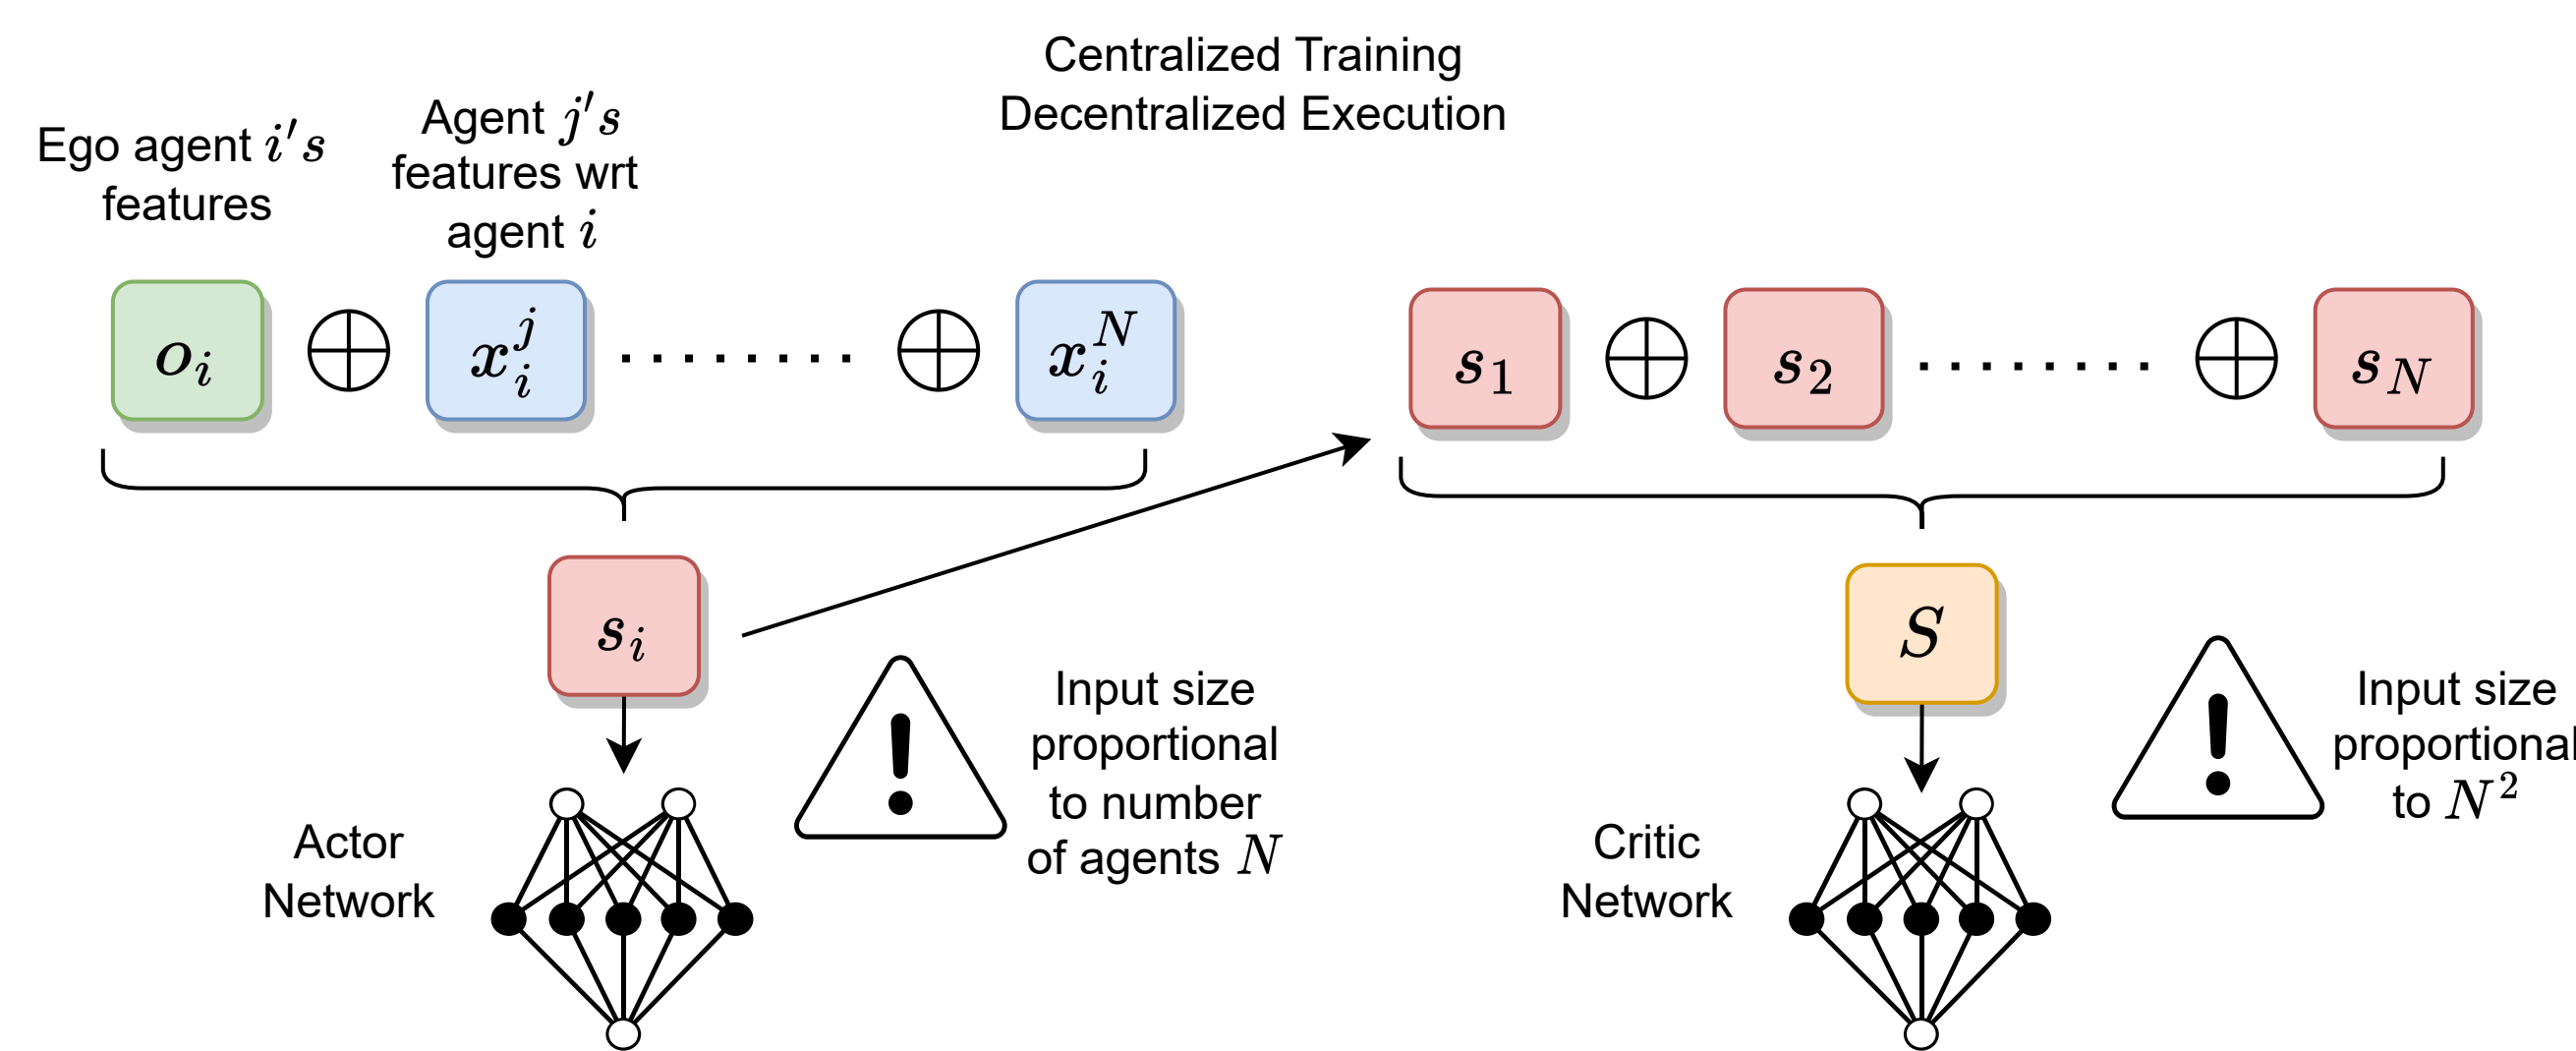 Centralized Training
Decentralized Execution
Ego agent i's
features
Agent j's
features wrt
agent i
o_i ⊕ x_i^j ........ ⊕ x_i^N
s_1 ⊕ s_2 ........ ⊕ s_N
s_i
S
Input size
proportional
to number
of agents N
Input size
proportional
to N^2
Actor
Network
Critic
Network